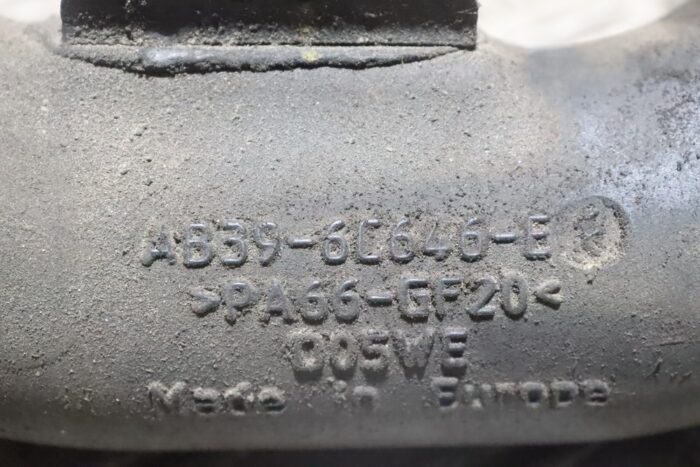 AB39-6C646-E
>PA66-GF20<
C05WE
Made in Europe